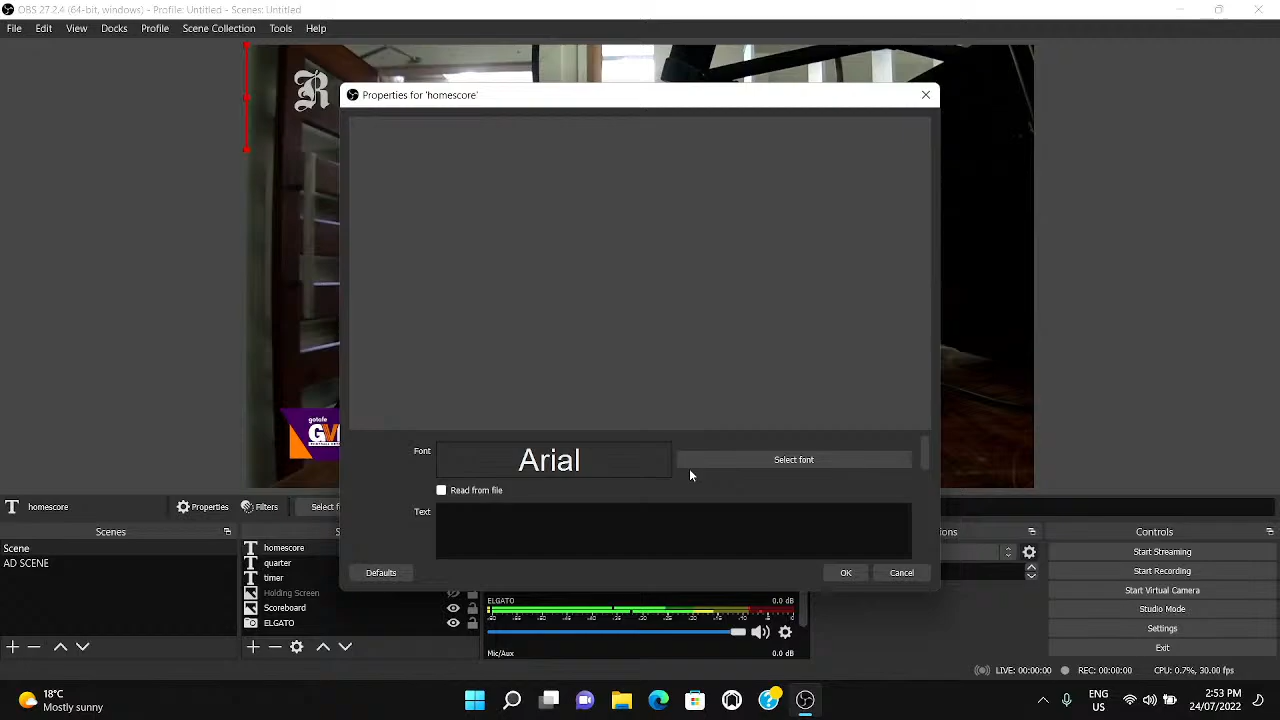 OBS 27.2.4 (64-bit, windows) - Profile: Untitled - Scenes: Untitled
File Edit View Docks Profile Scene Collection Tools Help
R
Properties for 'homescore'
gotafe
GV
Font Arial Select font
Read from file
Text
Defaults OK Cancel
homescore Properties Filters Select f
Scenes
Controls
Scene
AD SCENE
homescore
quarter
timer
Holding Screen
Scoreboard
ELGATO
ELGATO 0.0 dB
Mic/Aux 0.0 dB
Start Streaming
Start Recording
Start Virtual Camera
Studio Mode
Settings
Exit
LIVE: 00:00:00 REC: 00:00:00 CPU: 0.7%, 30.00 fps
18°C
Mostly sunny
ENG
US
2:53 PM
24/07/2022